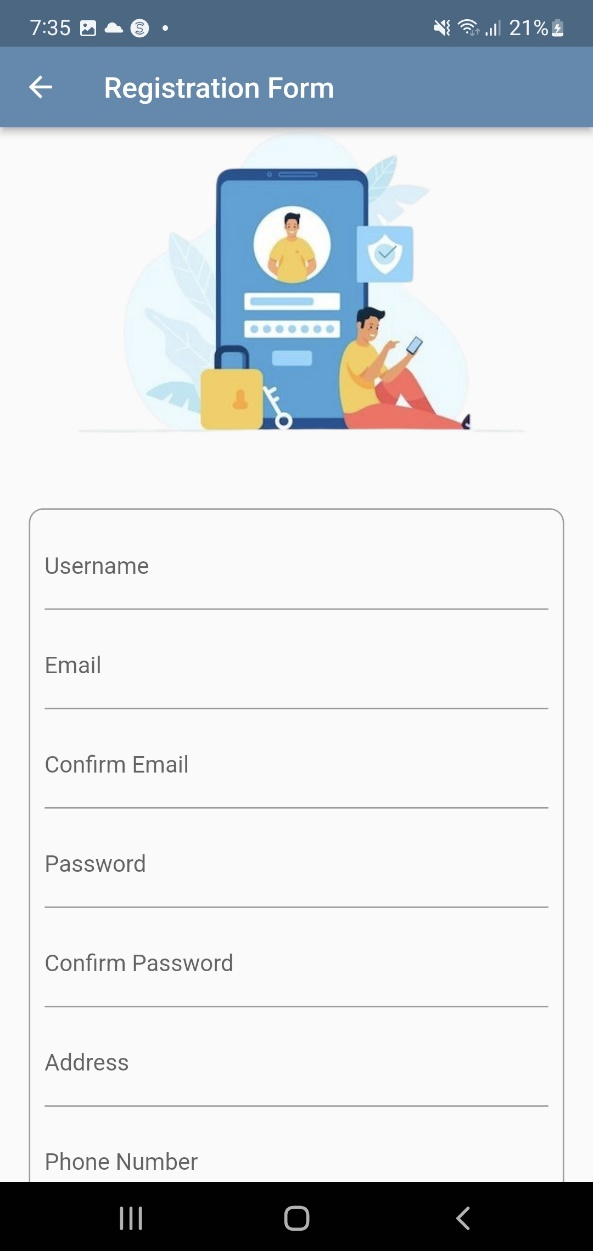 7:35 21%
Registration Form
Username
Email
Confirm Email
Password
Confirm Password
Address
Phone Number